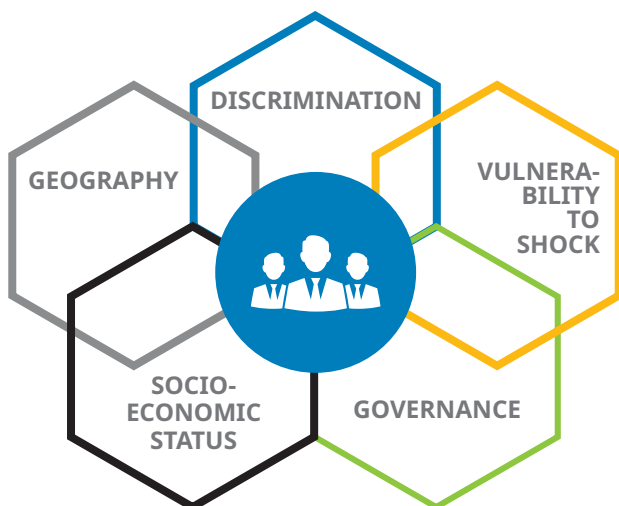 DISCRIMINATION
GEOGRAPHY
VULNERA-
BILITY
TO
SHOCK
SOCIO-
ECONOMIC
STATUS
GOVERNANCE